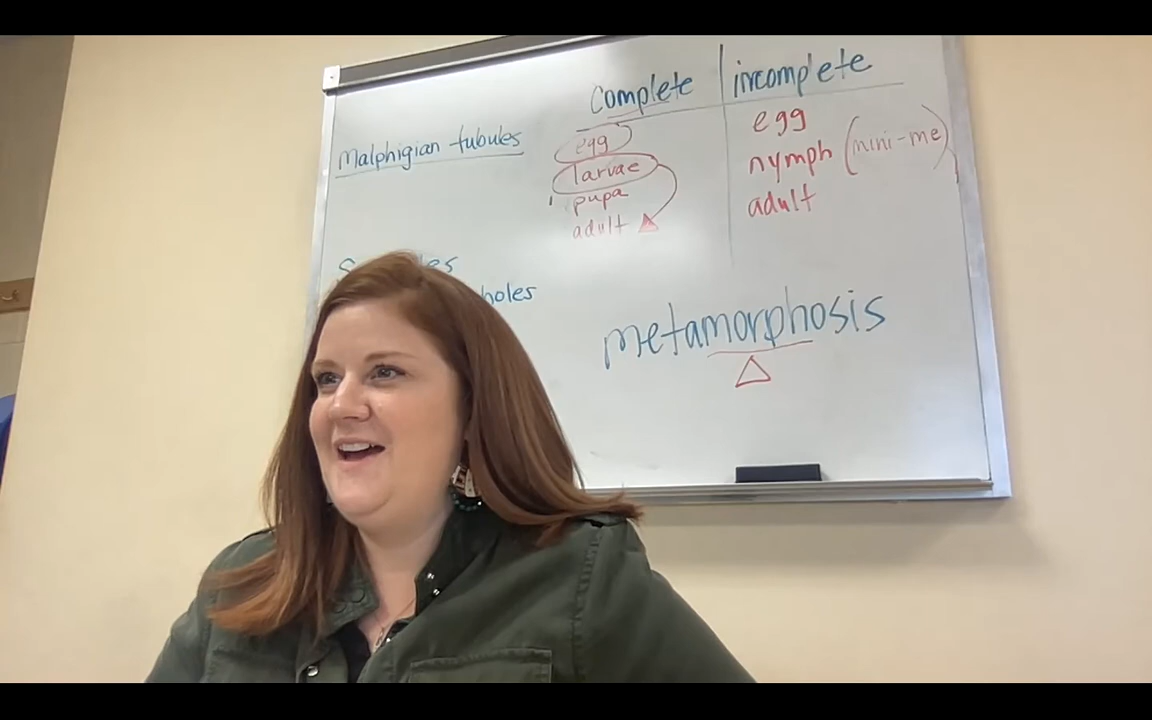 complete | incomplete
malphigian tubules
egg
larvae
pupa
adult
egg
nymph (mini-me)
adult
holes
metamorphosis